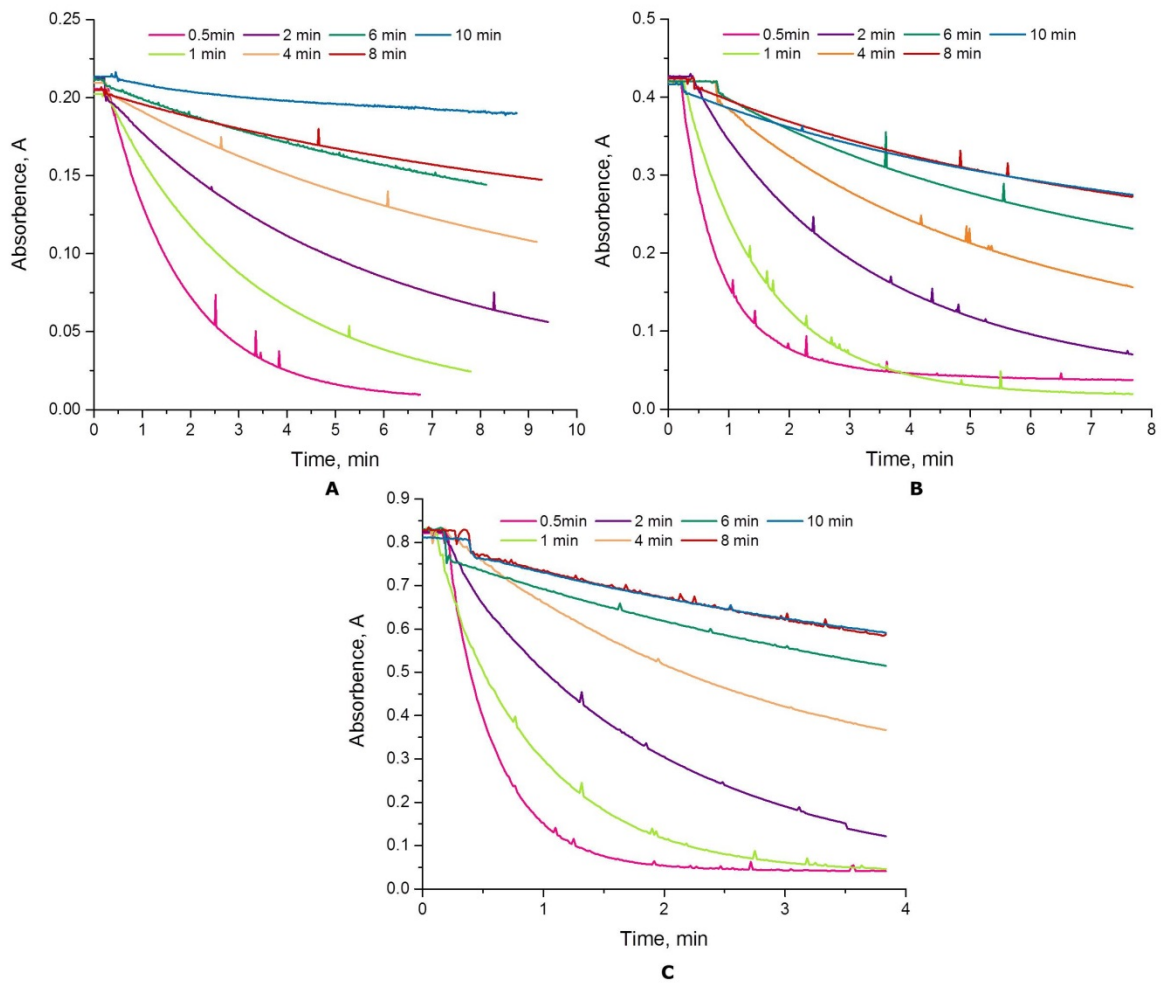 0.5min 2 min 6 min 10 min
1 min 4 min 8 min
0.25
0.20
0.15
0.10
0.05
0.00
Absorbence, A
0 1 2 3 4 5 6 7 8 9 10
Time, min
A
0.5min 2 min 6 min 10 min
1 min 4 min 8 min
0.5
0.4
0.3
0.2
0.1
0.0
Absorbence, A
0 1 2 3 4 5 6 7 8
Time, min
B
0.5min 2 min 6 min 10 min
1 min 4 min 8 min
0.9
0.8
0.7
0.6
0.5
0.4
0.3
0.2
0.1
0.0
Absorbence, A
0 1 2 3 4
Time, min
C